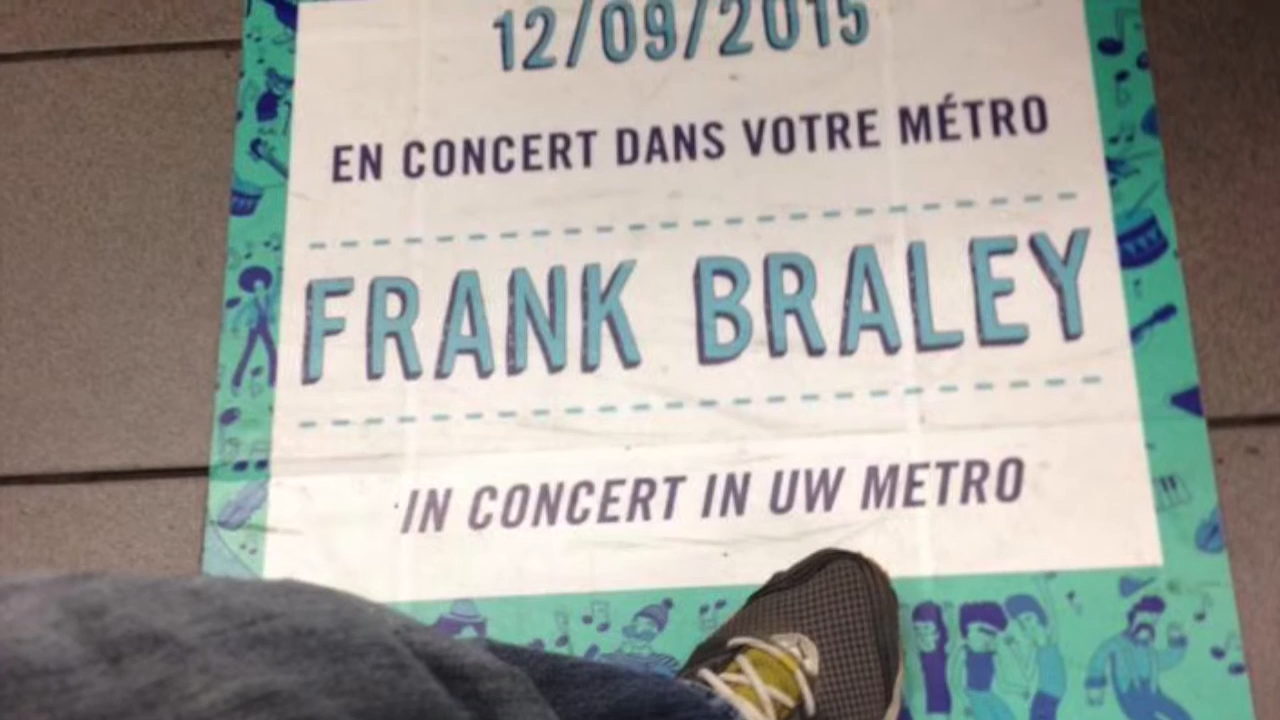 12/09/2015
EN CONCERT DANS VOTRE MÉTRO
FRANK BRALEY
IN CONCERT IN UW METRO